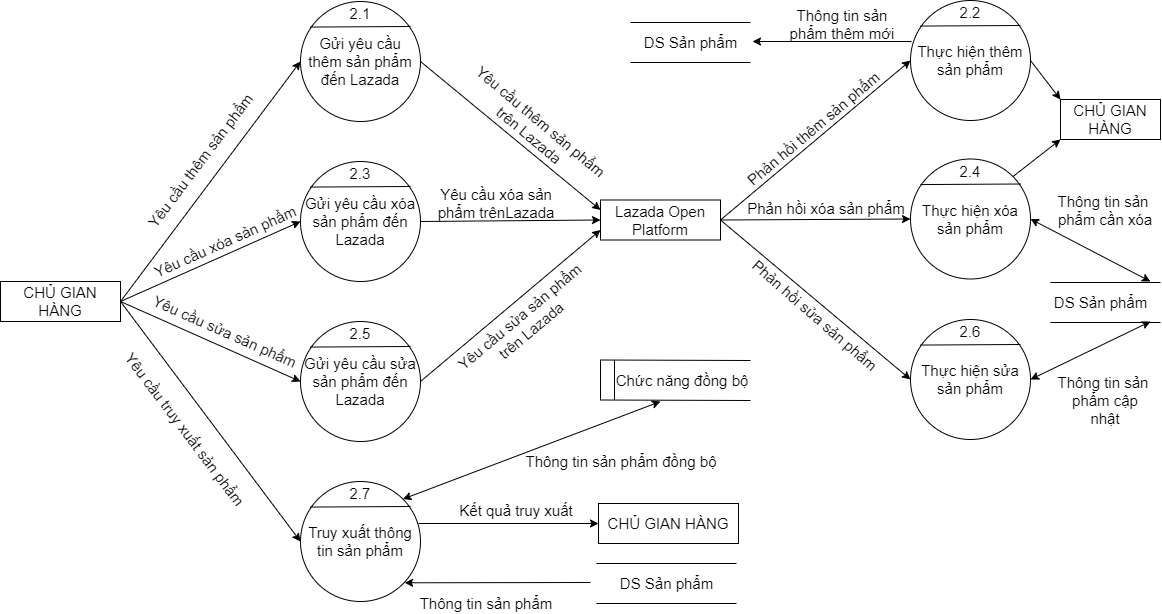 2.1
Gửi yêu cầu
thêm sản phẩm
đến Lazada
2.3
Gửi yêu cầu xóa
sản phẩm đến
Lazada
2.5
Gửi yêu cầu sửa
sản phẩm đến
Lazada
2.7
Truy xuất thông
tin sản phẩm
CHỦ GIAN
HÀNG
Yêu cầu thêm sản phẩm
Yêu cầu xóa sản phẩm
Yêu cầu sửa sản phẩm
Yêu cầu truy xuất sản phẩm
Yêu cầu thêm sản phẩm
trên Lazada
Yêu cầu xóa sản
phẩm trênLazada
Yêu cầu sửa sản phẩm
trên Lazada
Lazada Open
Platform
Chức năng đồng bộ
Thông tin sản phẩm đồng bộ
Kết quả truy xuất
CHỦ GIAN HÀNG
DS Sản phẩm
Thông tin sản phẩm
DS Sản phẩm
Thông tin sản
phẩm thêm mới
Phản hồi thêm sản phẩm
Phản hồi xóa sản phẩm
Phản hồi sửa sản phẩm
2.2
Thực hiện thêm
sản phẩm
2.4
Thực hiện xóa
sản phẩm
2.6
Thực hiện sửa
sản phẩm
CHỦ GIAN
HÀNG
Thông tin sản
phẩm cần xóa
DS Sản phẩm
Thông tin sản
phẩm cập
nhật